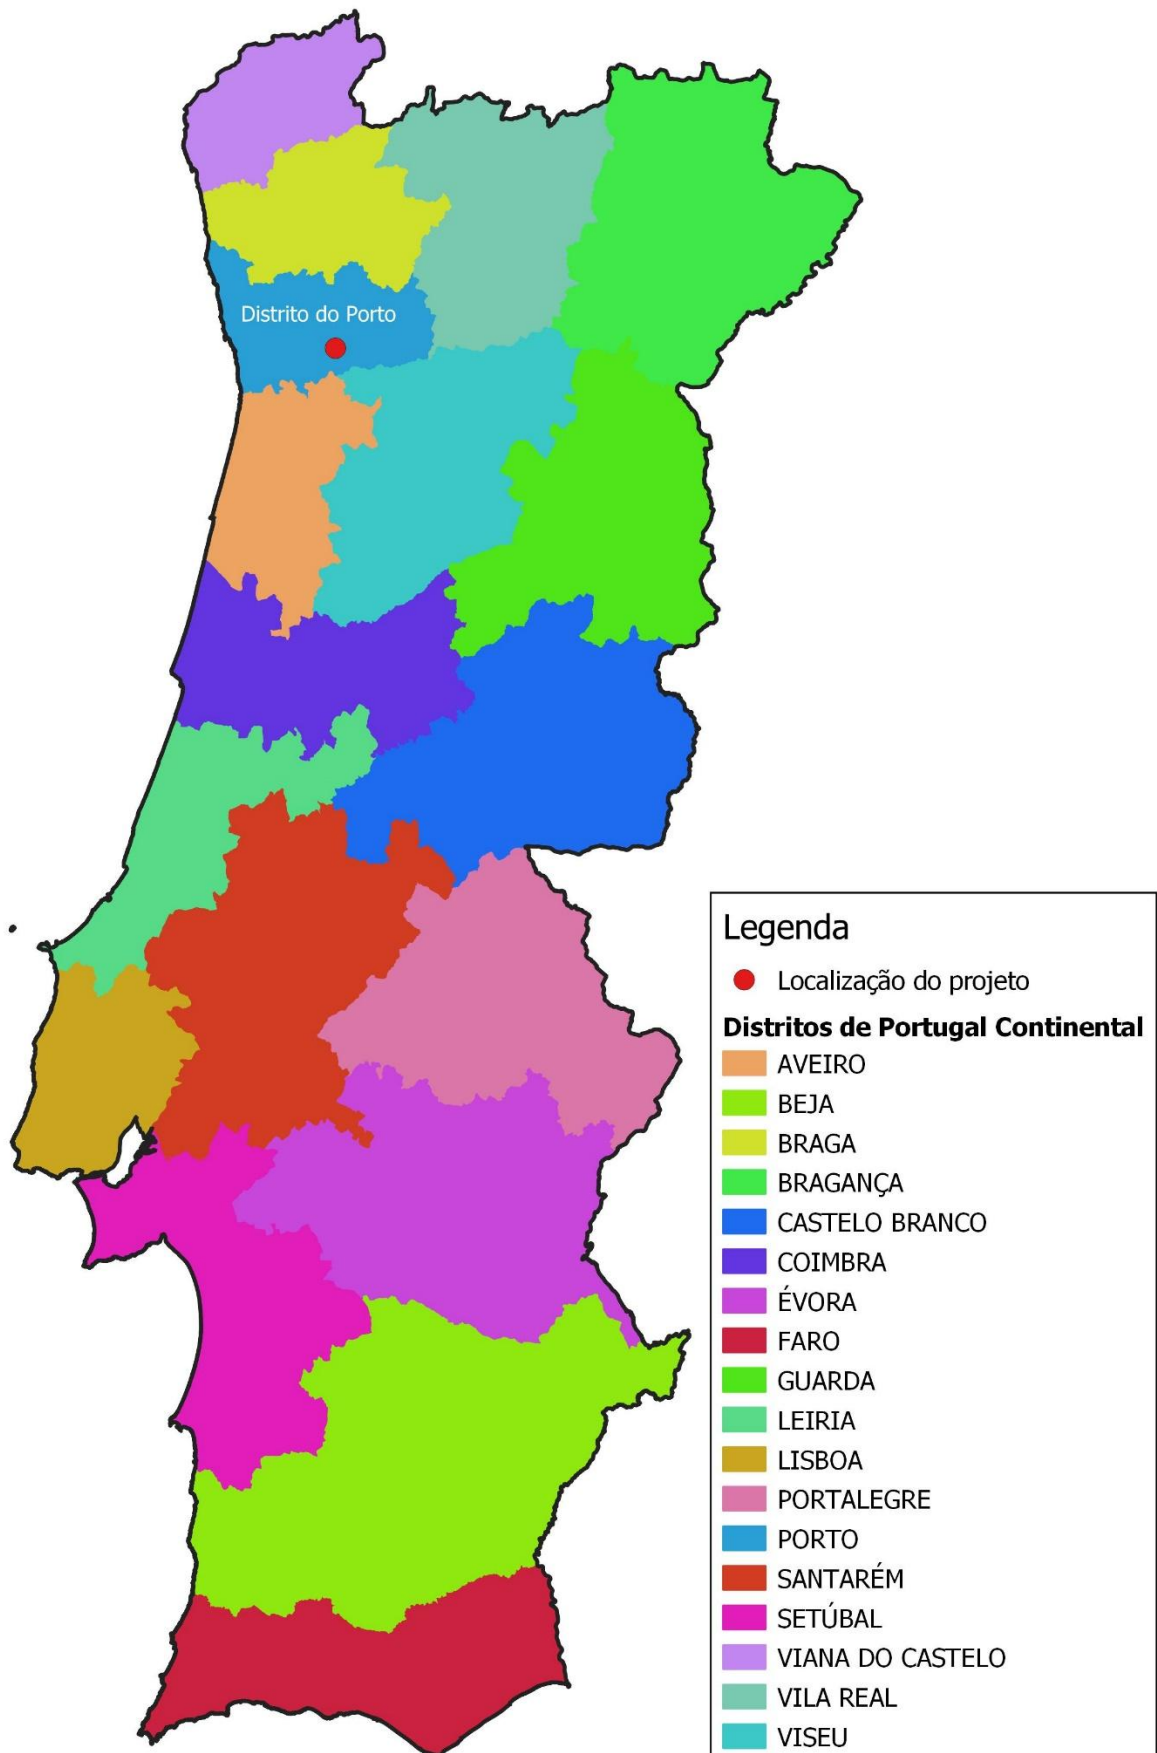 Distrito do Porto
Legenda
Localização do projeto
Distritos de Portugal Continental
AVEIRO
BEJA
BRAGA
BRAGANÇA
CASTELO BRANCO
COIMBRA
ÉVORA
FARO
GUARDA
LEIRIA
LISBOA
PORTALEGRE
PORTO
SANTARÉM
SETÚBAL
VIANA DO CASTELO
VILA REAL
VISEU